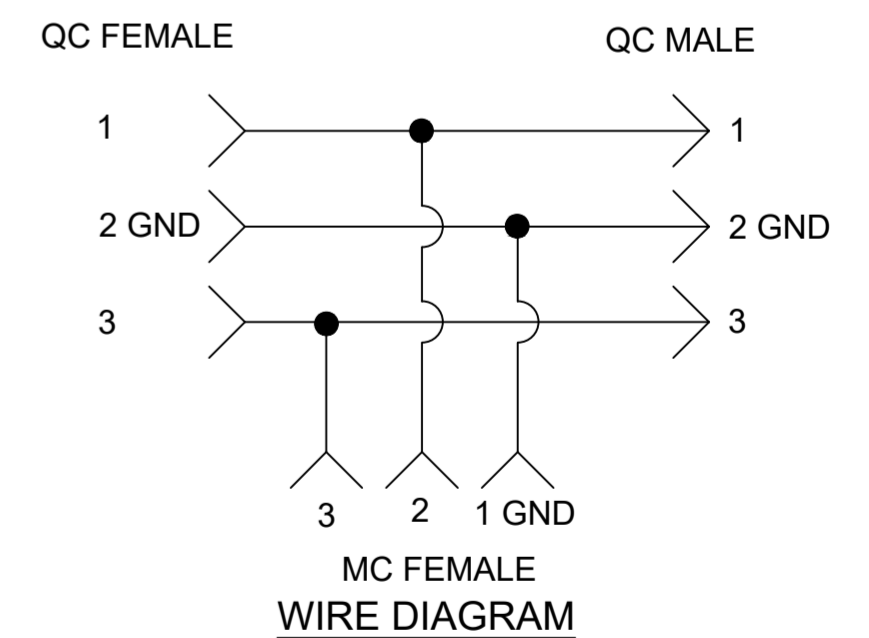 QC FEMALE QC MALE
1 1
2 GND 2 GND
3 3
3 2 1 GND
MC FEMALE
WIRE DIAGRAM